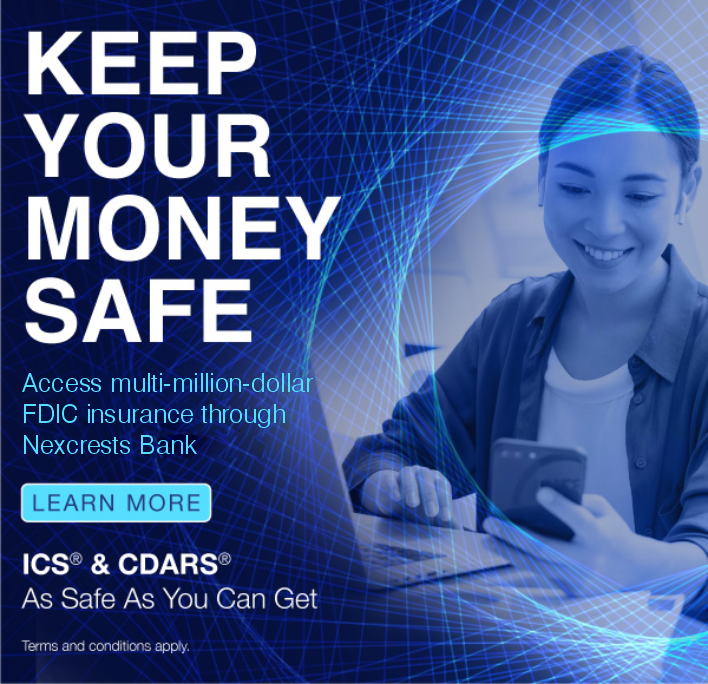 KEEP
YOUR
MONEY
SAFE
Access multi-million-dollar
FDIC insurance through
Nexcrests Bank
LEARN MORE
ICS® & CDARS®
As Safe As You Can Get
Terms and conditions apply.